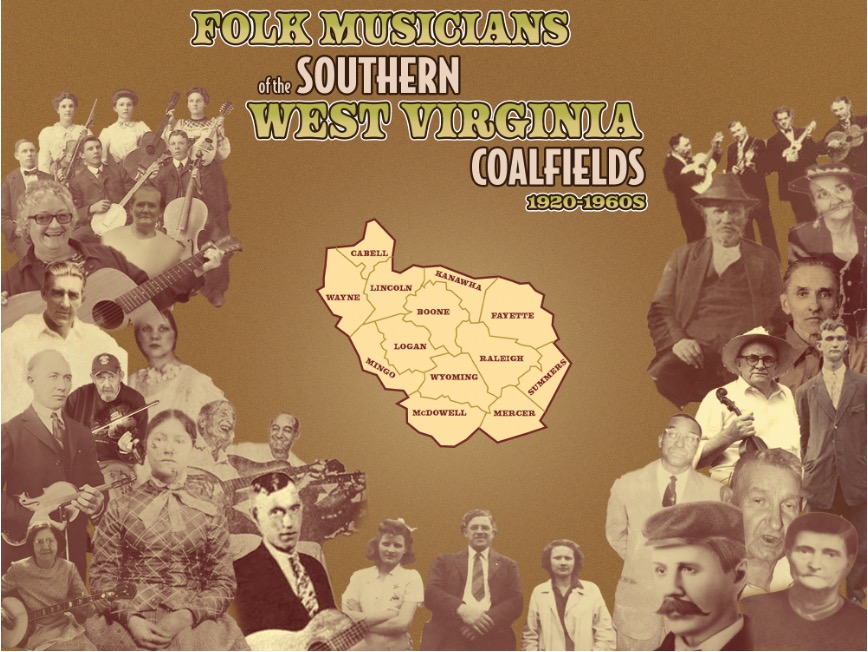 FOLK MUSICIANS
of the SOUTHERN
WEST VIRGINIA
COALFIELDS
1920-1960S
CABELL
KANAWHA
LINCOLN
WAYNE
BOONE
FAYETTE
LOGAN
RALEIGH
MINGO
WYOMING
SUMMERS
McDOWELL
MERCER